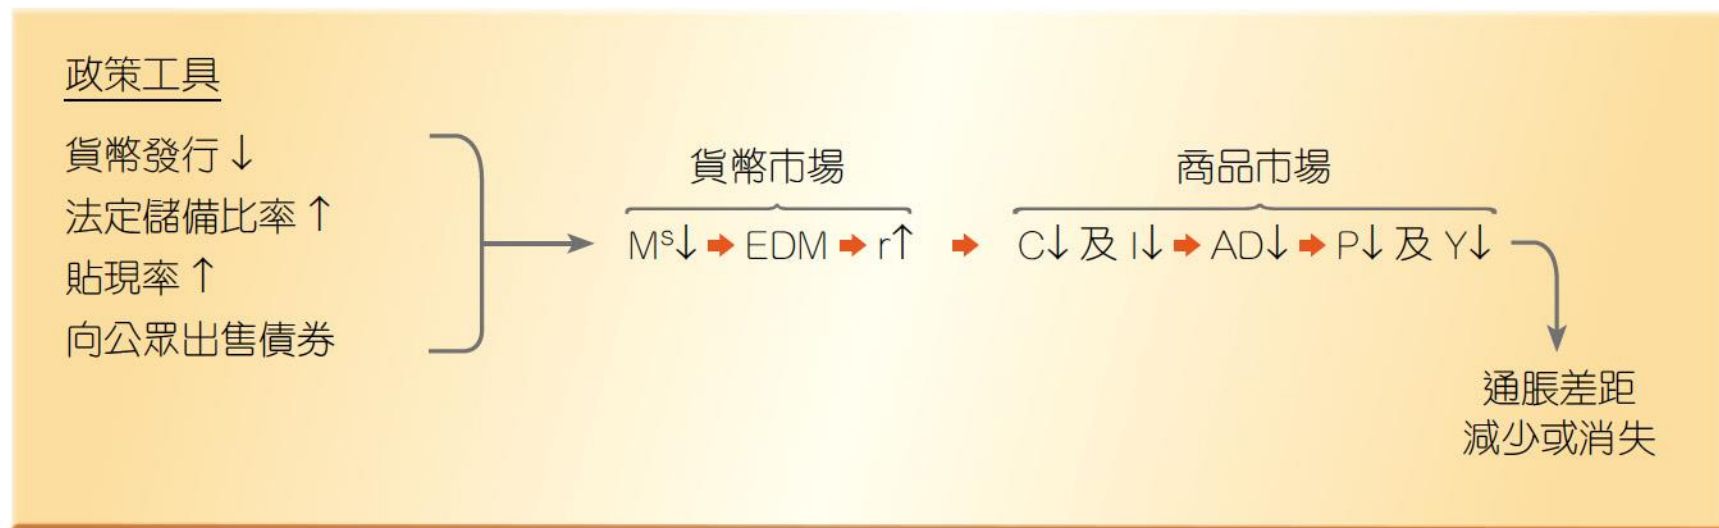 政策工具
貨幣發行↓
法定儲備比率↑
貼現率↑
向公眾出售債券
貨幣市場
Mˢ↓ ➡ EDM ➡ r↑ ➡
商品市場
C↓ 及 I↓ ➡ AD↓ ➡ P↓ 及 Y↓
通脹差距
減少或消失